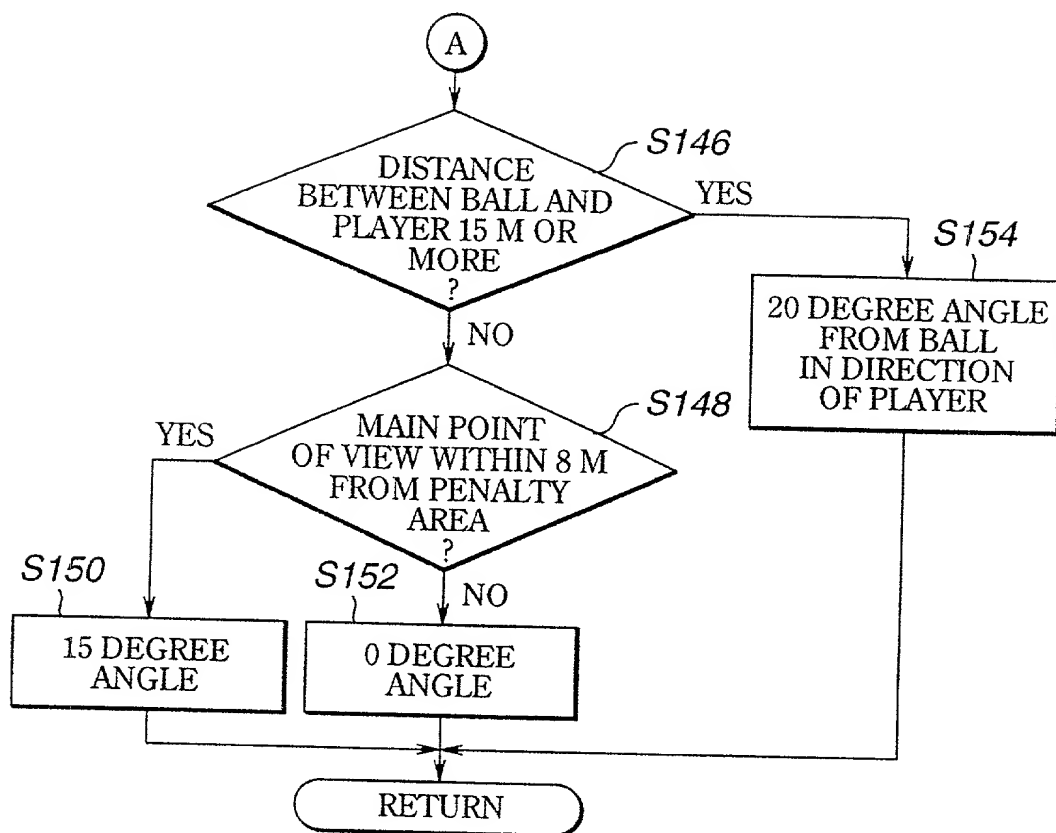 A
S146
DISTANCE
BETWEEN BALL AND
PLAYER 15 M OR
MORE
?
YES
NO
S154
20 DEGREE ANGLE
FROM BALL
IN DIRECTION
OF PLAYER
S148
MAIN POINT
OF VIEW WITHIN 8 M
FROM PENALTY
AREA
?
YES
NO
S150
15 DEGREE
ANGLE
S152
0 DEGREE
ANGLE
RETURN